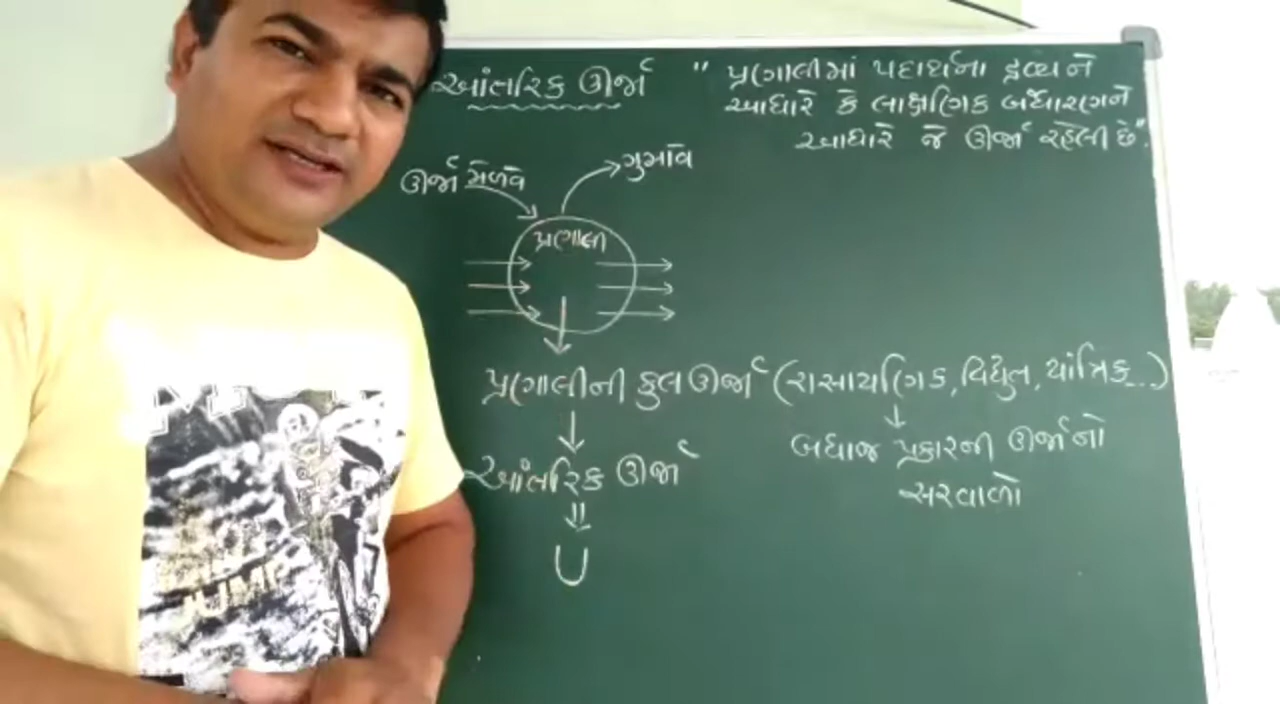 આંતરિક ઊર્જા
" પ્રણાલીમાં પદાર્થના દ્રવ્ય ને
આધારે કે લાક્ષણિક બંધારણને
આધારે જે ઊર્જા રહેલી છે".
ઊર્જા મેળવે
ગુમાવે
પ્રણાલી
પ્રણાલીની કુલ ઊર્જા (રાસાયણિક, વિદ્યુત, યાંત્રિક...)
બધાજ પ્રકારની ઊર્જાનો
સરવાળો
આંતરિક ઊર્જા
U
JUMP